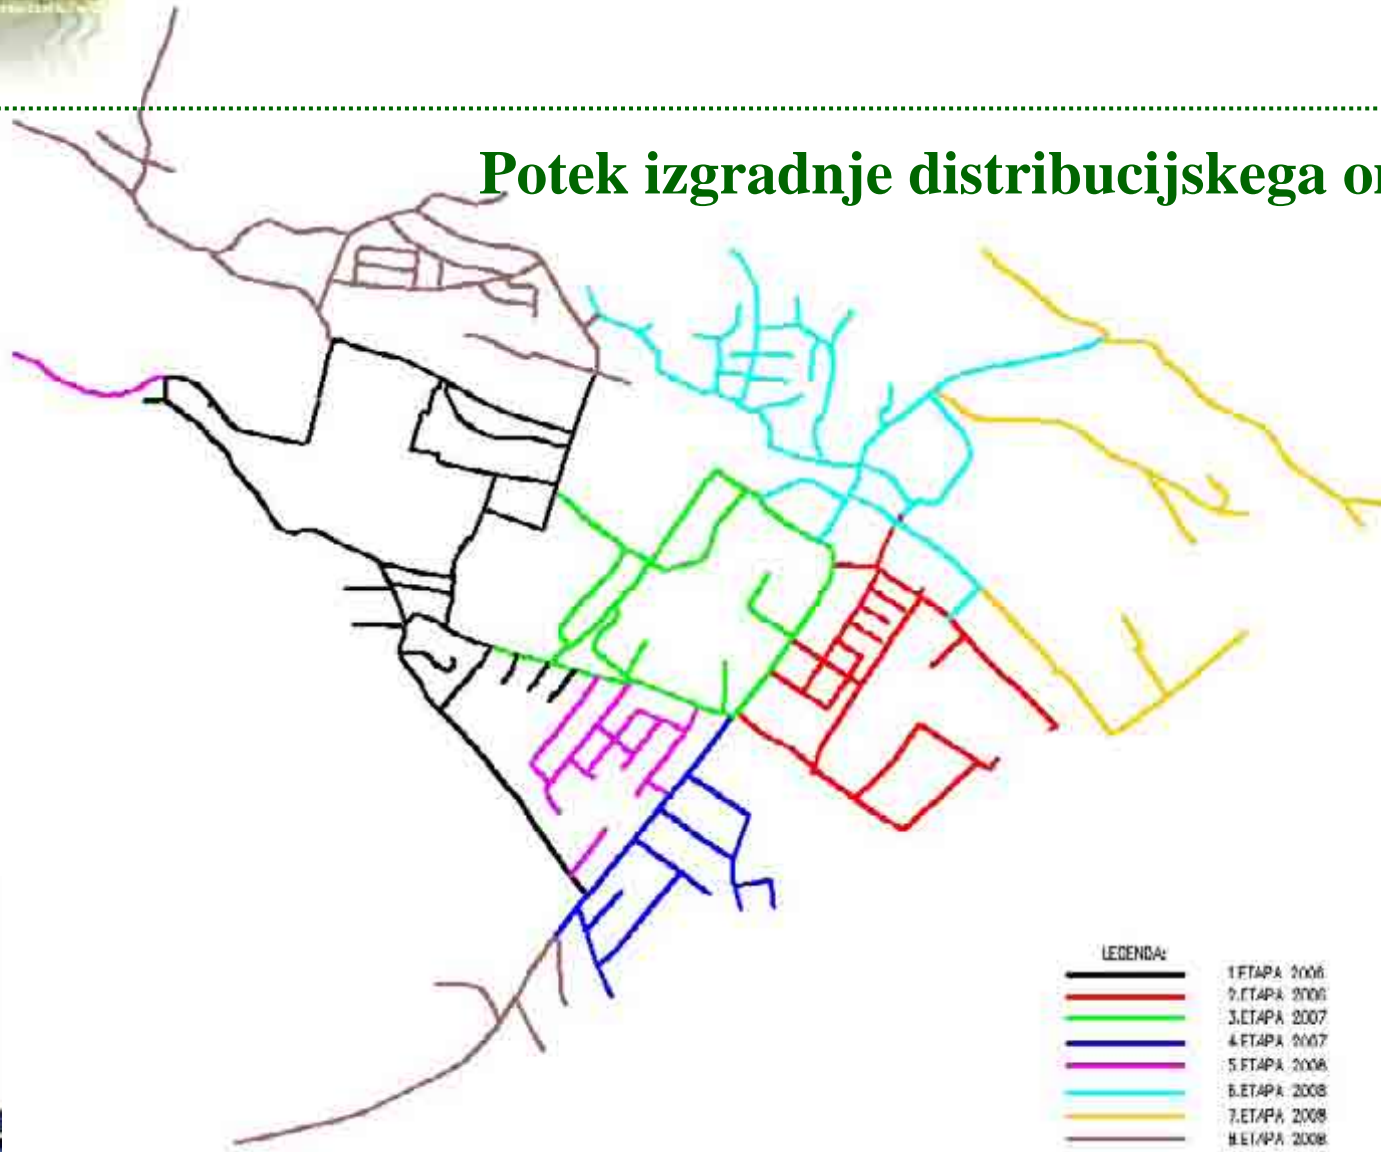 Potek izgradnje distribucijskega
LEGENDA:
1.ETAPA 2006
2.ETAPA 2006
3.ETAPA 2007
4.ETAPA 2007
5.ETAPA 2008
6.ETAPA 2008
7.ETAPA 2008
8.ETAPA 2008